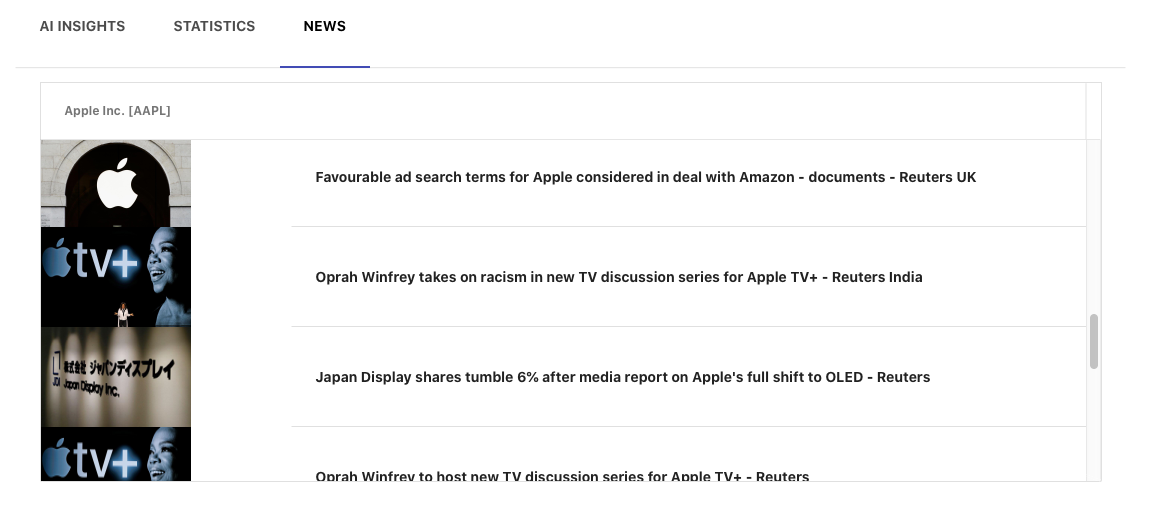 AI INSIGHTS STATISTICS NEWS
Apple Inc. [AAPL]
Favourable ad search terms for Apple considered in deal with Amazon - documents - Reuters UK
tv+
Oprah Winfrey takes on racism in new TV discussion series for Apple TV+ - Reuters India
株式会社 ジャパンディスプレイ
Japan Display Inc.
Japan Display shares tumble 6% after media report on Apple's full shift to OLED - Reuters
tv+
Oprah Winfrey to host new TV discussion series for Apple TV+ - Reuters